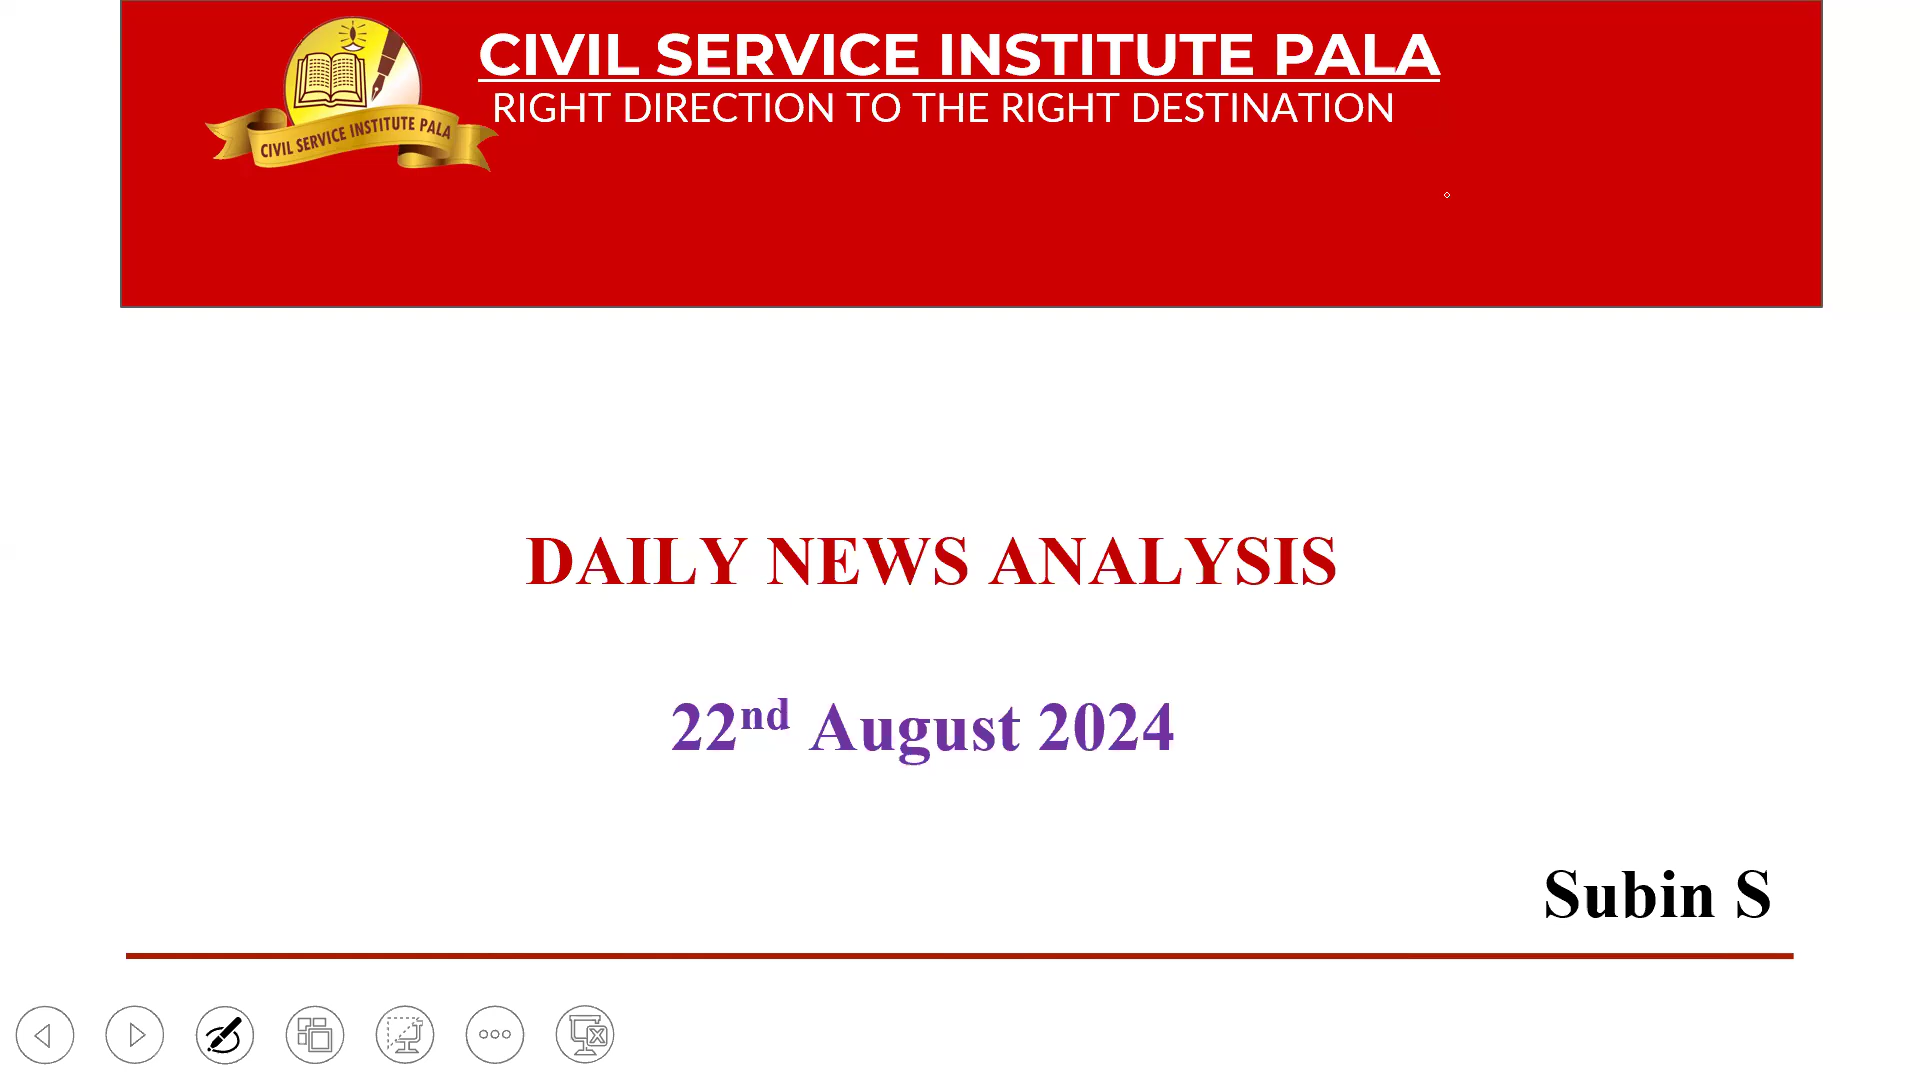 CIVIL SERVICE INSTITUTE PALA
RIGHT DIRECTION TO THE RIGHT DESTINATION
CIVIL SERVICE INSTITUTE PALA
DAILY NEWS ANALYSIS
22nd August 2024
Subin S